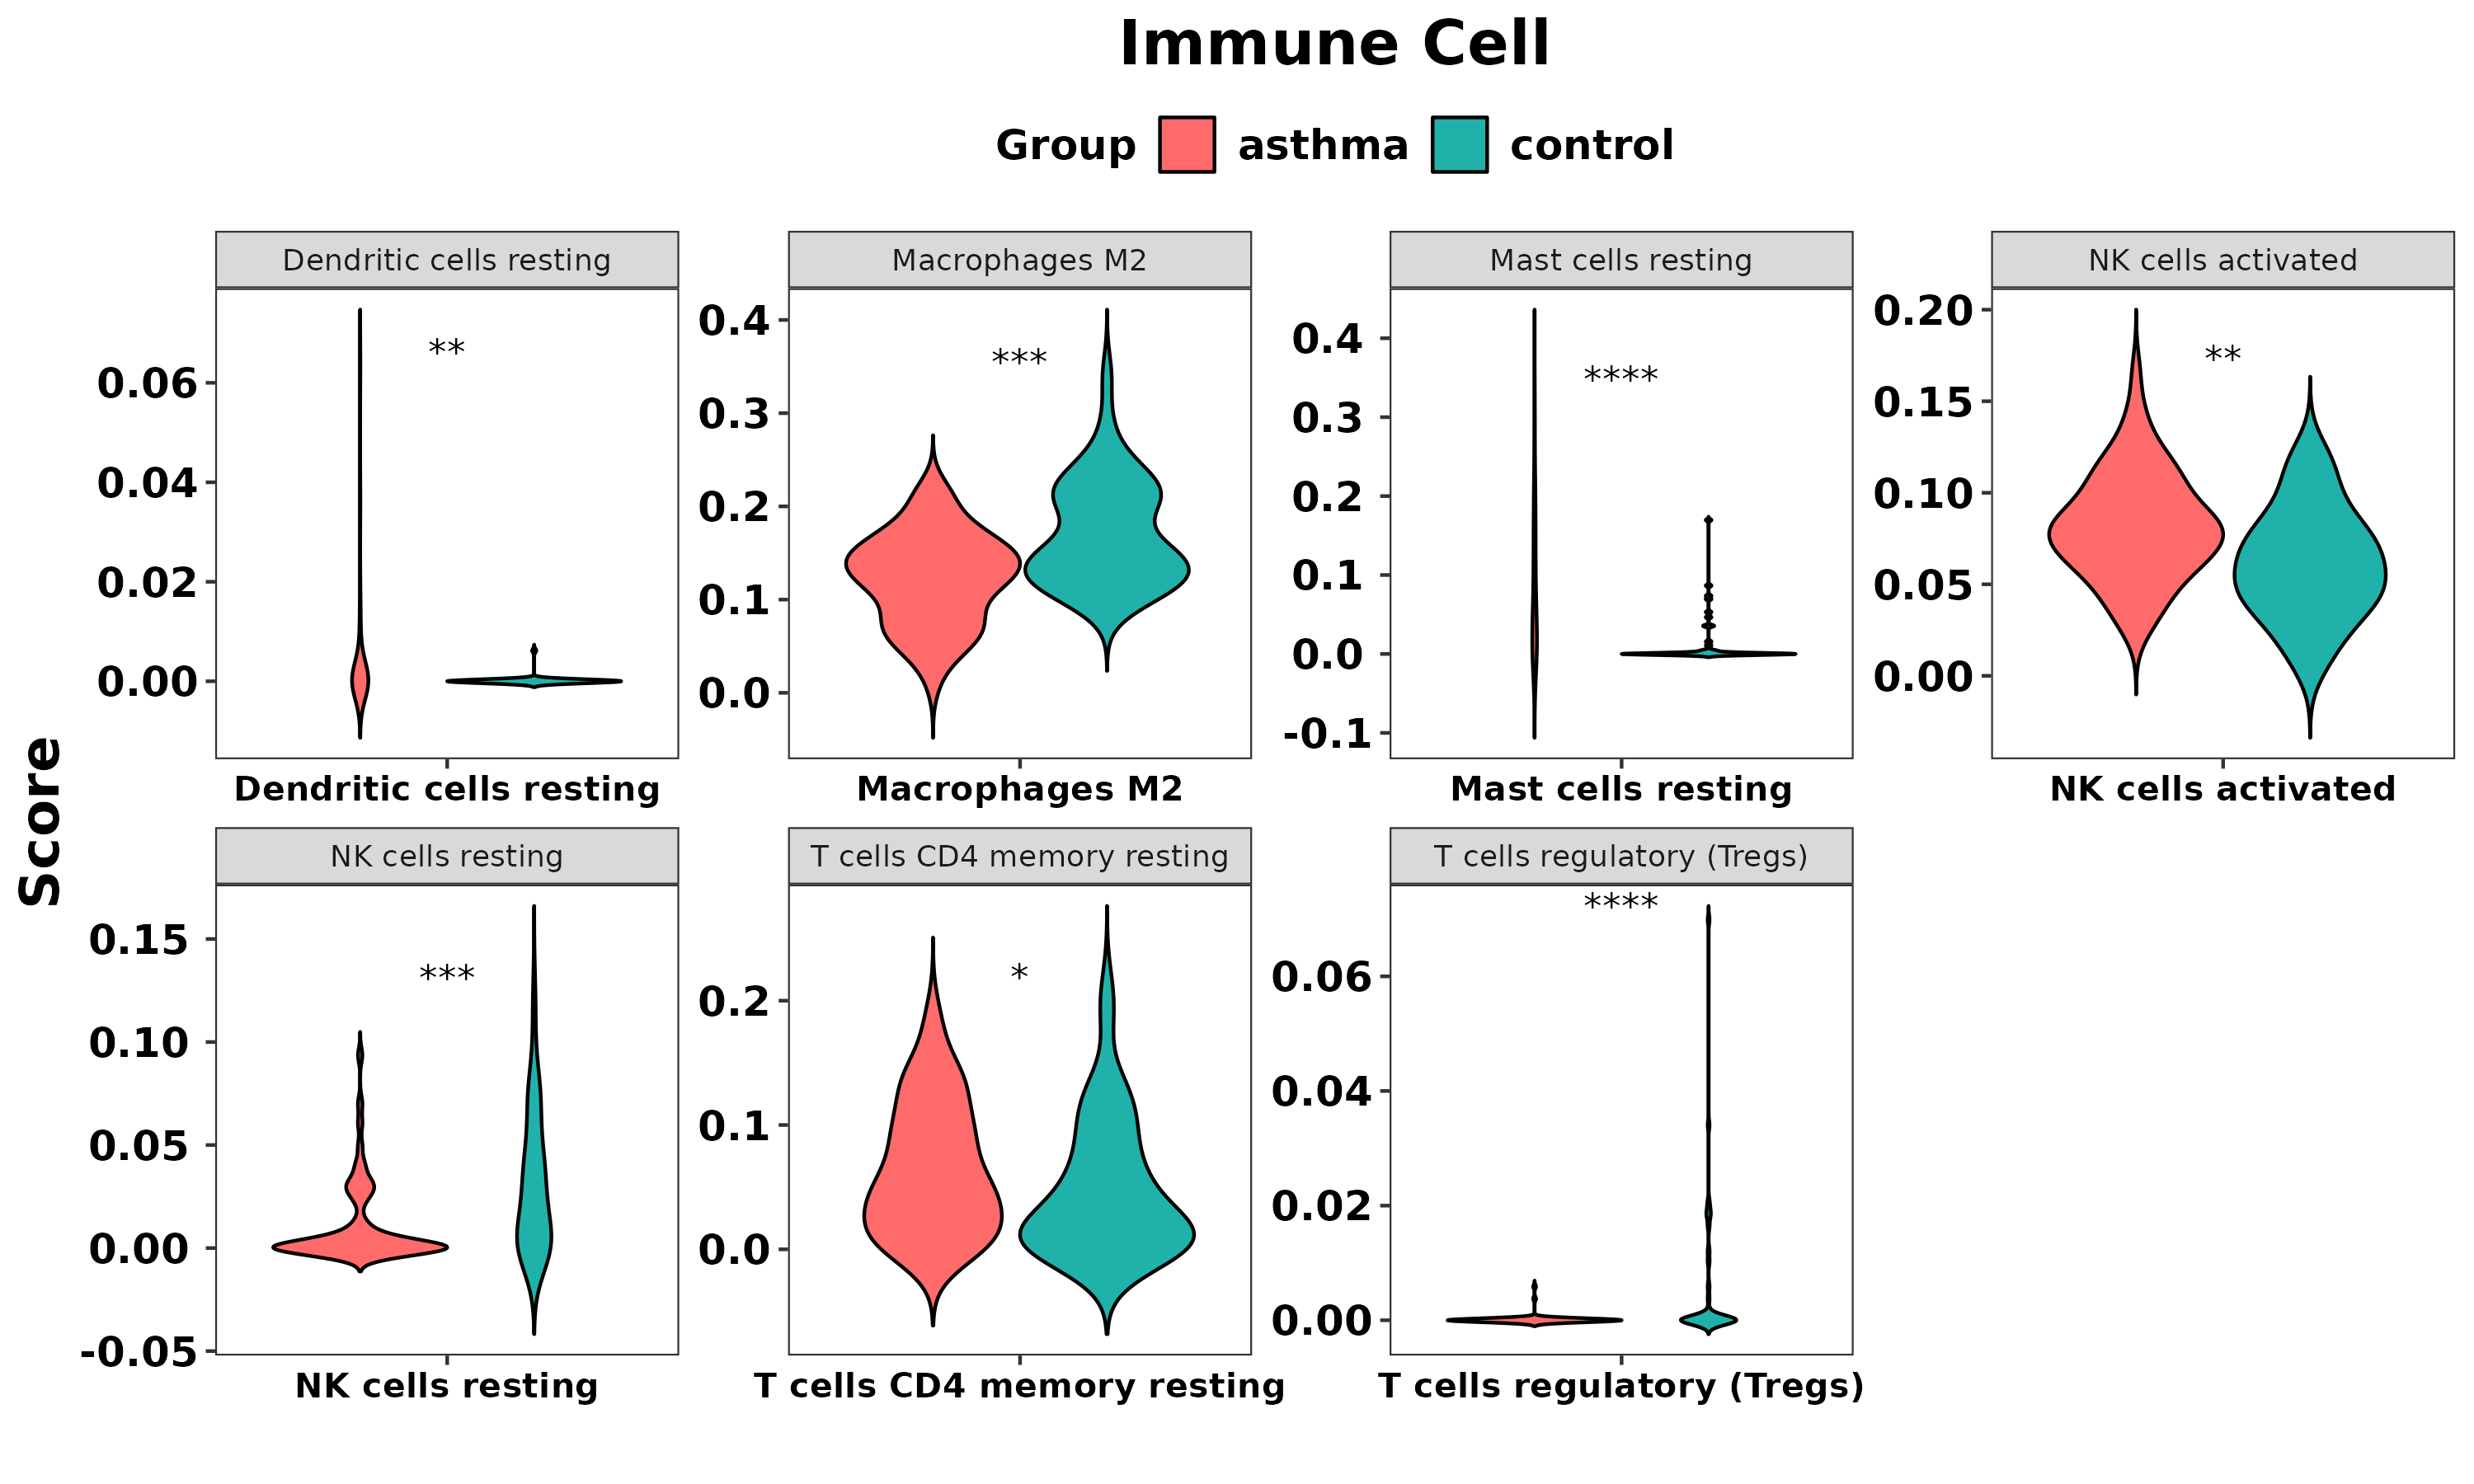 Immune Cell
Group asthma control
Score
Dendritic cells resting
**
0.06
0.04
0.02
0.00
Dendritic cells resting
Macrophages M2
***
0.4
0.3
0.2
0.1
0.0
Macrophages M2
Mast cells resting
****
0.4
0.3
0.2
0.1
0.0
-0.1
Mast cells resting
NK cells activated
**
0.20
0.15
0.10
0.05
0.00
NK cells activated
NK cells resting
***
0.15
0.10
0.05
0.00
-0.05
NK cells resting
T cells CD4 memory resting
*
0.2
0.1
0.0
T cells CD4 memory resting
T cells regulatory (Tregs)
****
0.06
0.04
0.02
0.00
T cells regulatory (Tregs)